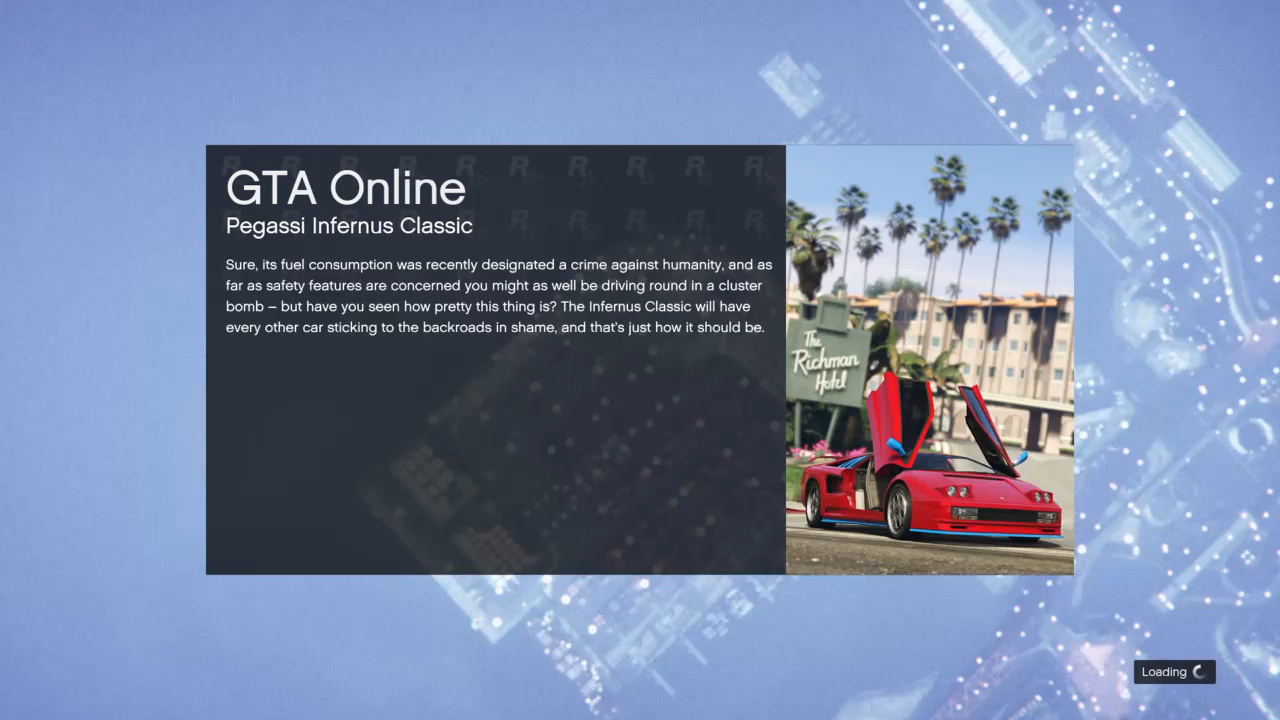 GTA Online
Pegassi Infernus Classic
Sure, its fuel consumption was recently designated a crime against humanity, and as
far as safety features are concerned you might as well be driving round in a cluster
bomb – but have you seen how pretty this thing is? The Infernus Classic will have
every other car sticking to the backroads in shame, and that's just how it should be.
The
Richman
Hotel
Loading